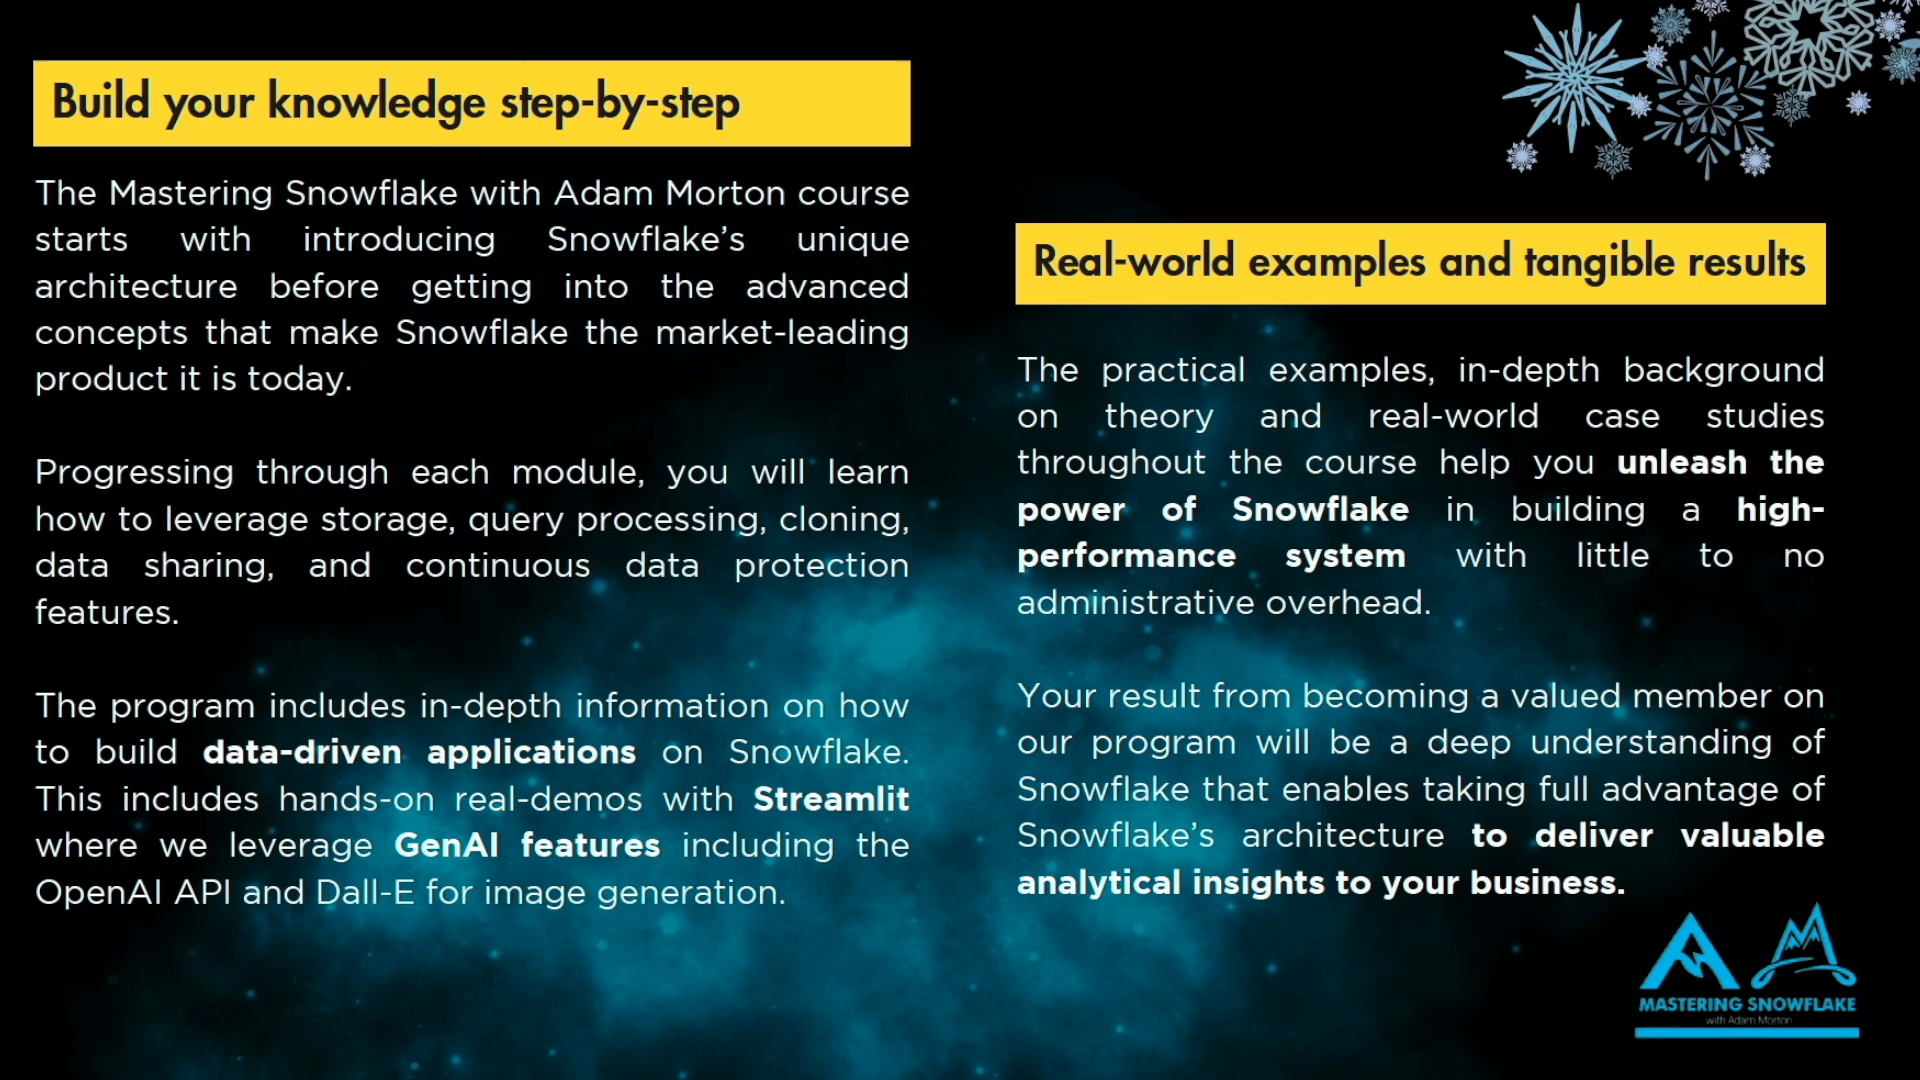 Build your knowledge step-by-step
The Mastering Snowflake with Adam Morton course
starts with introducing Snowflake’s unique
architecture before getting into the advanced
concepts that make Snowflake the market-leading
product it is today.
Progressing through each module, you will learn
how to leverage storage, query processing, cloning,
data sharing, and continuous data protection
features.
The program includes in-depth information on how
to build data-driven applications on Snowflake.
This includes hands-on real-demos with Streamlit
where we leverage GenAI features including the
OpenAI API and Dall-E for image generation.
Real-world examples and tangible results
The practical examples, in-depth background
on theory and real-world case studies
throughout the course help you unleash the
power of Snowflake in building a high-
performance system with little to no
administrative overhead.
Your result from becoming a valued member on
our program will be a deep understanding of
Snowflake that enables taking full advantage of
Snowflake’s architecture to deliver valuable
analytical insights to your business.
MASTERING SNOWFLAKE
with Adam Morton